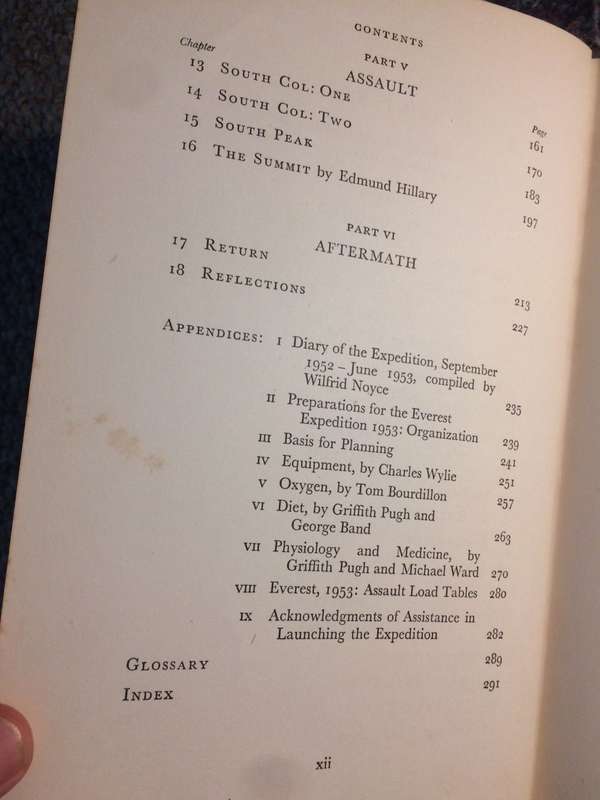 CONTENTS
PART V
Chapter ASSAULT Page
13 SOUTH COL: ONE 161
14 SOUTH COL: TWO 170
15 SOUTH PEAK 183
16 THE SUMMIT by Edmund Hillary 197
PART VI
AFTERMATH
17 RETURN 213
18 REFLECTIONS 227
APPENDICES: I Diary of the Expedition, September
1952 – June 1953, compiled by
Wilfrid Noyce 235
II Preparations for the Everest
Expedition 1953: Organization 239
III Basis for Planning 241
IV Equipment, by Charles Wylie 251
V Oxygen, by Tom Bourdillon 257
VI Diet, by Griffith Pugh and
George Band 263
VII Physiology and Medicine, by
Griffith Pugh and Michael Ward 270
VIII Everest, 1953: Assault Load Tables 280
IX Acknowledgments of Assistance in
Launching the Expedition 282
GLOSSARY 289
INDEX 291
xii